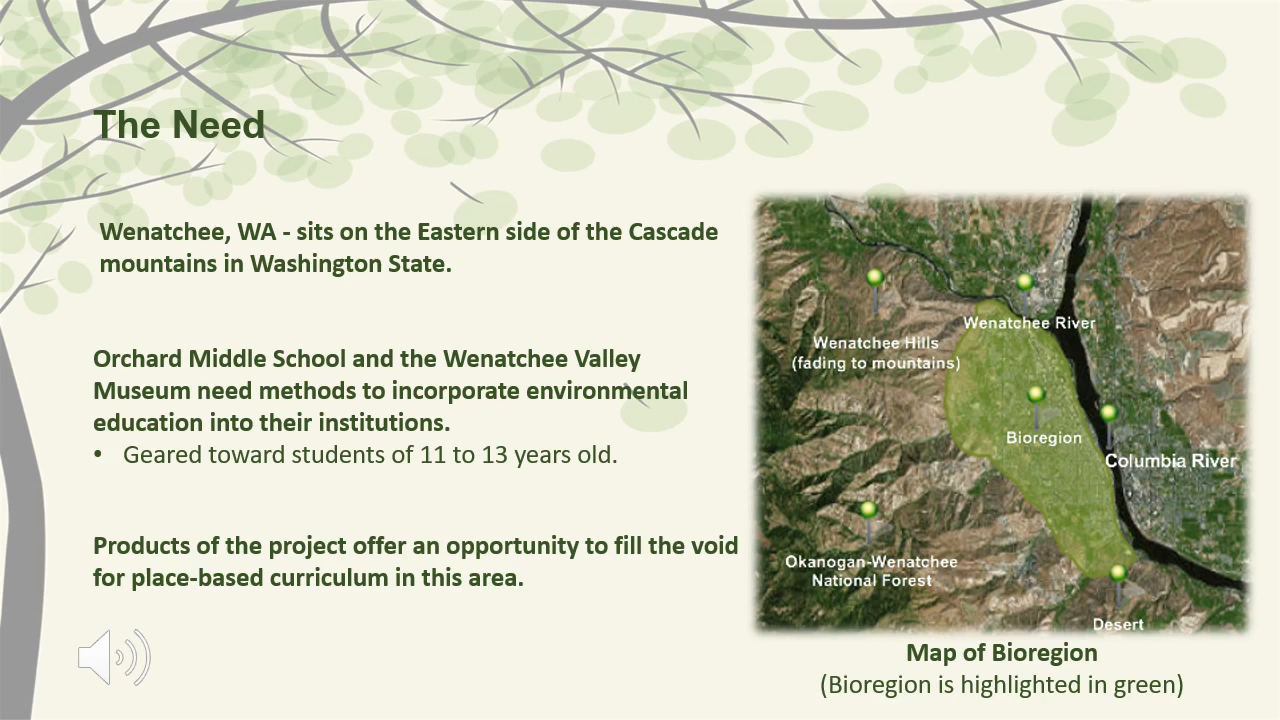 The Need
Wenatchee, WA - sits on the Eastern side of the Cascade
mountains in Washington State.
Orchard Middle School and the Wenatchee Valley
Museum need methods to incorporate environmental
education into their institutions.
• Geared toward students of 11 to 13 years old.
Products of the project offer an opportunity to fill the void
for place-based curriculum in this area.
Wenatchee River
Wenatchee Hills
(fading to mountains)
Bioregion
Columbia River
Okanogan-Wenatchee
National Forest
Desert
Map of Bioregion
(Bioregion is highlighted in green)